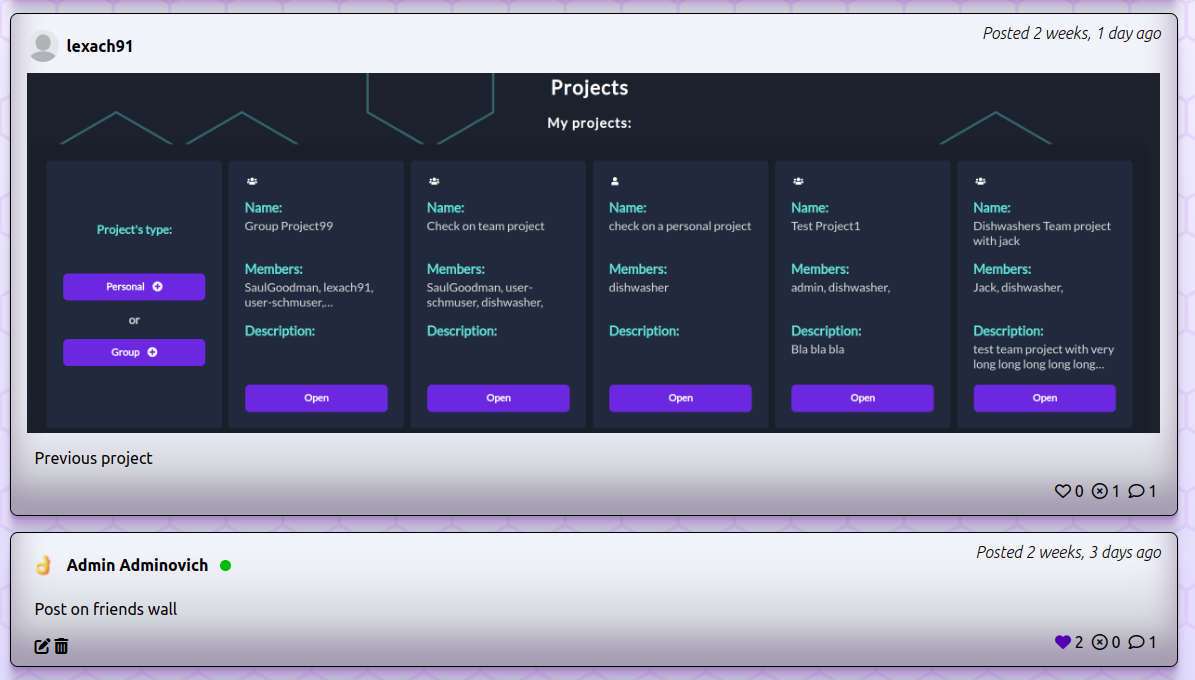 lexach91
Posted 2 weeks, 1 day ago
Projects
My projects:
Project's type:
Personal
or
Group
Name:
Group Project99
Members:
SaulGoodman, lexach91,
user-schmuser,...
Description:
Open
Name:
Check on team project
Members:
SaulGoodman, user-
schmuser, dishwasher,
Description:
Open
Name:
check on a personal project
Members:
dishwasher
Description:
Open
Name:
Test Project1
Members:
admin, dishwasher,
Description:
Bla bla bla
Open
Name:
Dishwashers Team project
with jack
Members:
Jack, dishwasher,
Description:
test team project with very
long long long long long...
Open
Previous project
0 1 1
Admin Adminovich
Posted 2 weeks, 3 days ago
Post on friends wall
2 0 1